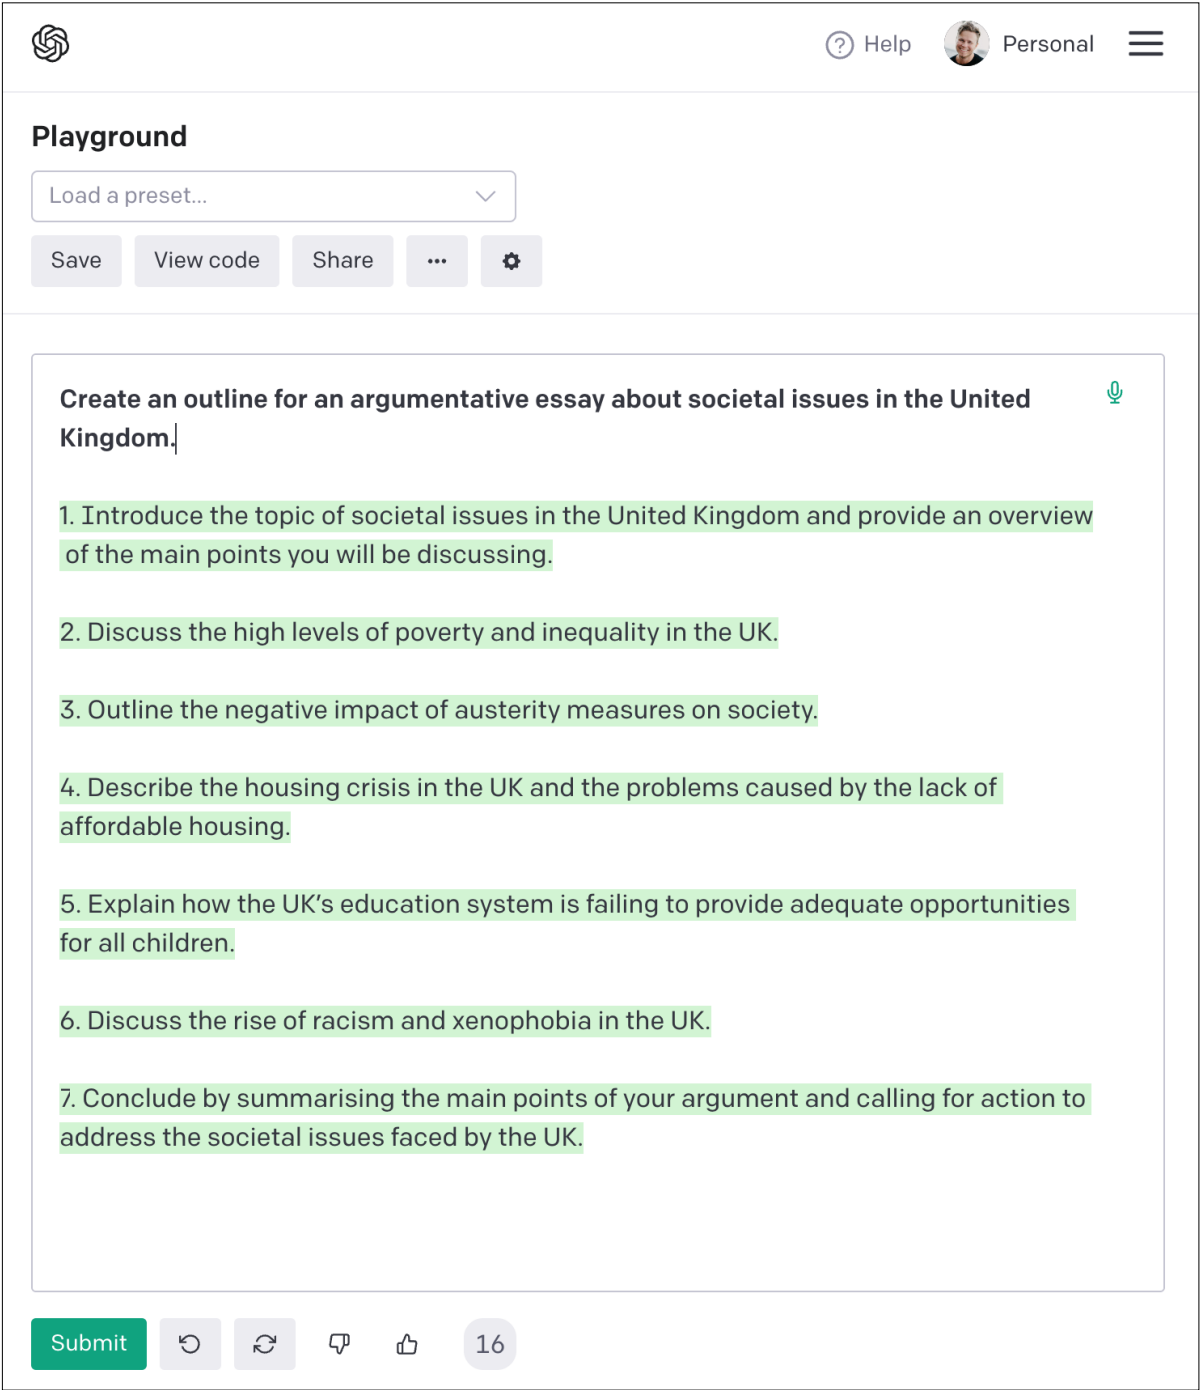 Help
Personal
Playground
Load a preset...
Save
View code
Share
Create an outline for an argumentative essay about societal issues in the United
Kingdom.
1. Introduce the topic of societal issues in the United Kingdom and provide an overview
of the main points you will be discussing.
2. Discuss the high levels of poverty and inequality in the UK.
3. Outline the negative impact of austerity measures on society.
4. Describe the housing crisis in the UK and the problems caused by the lack of
affordable housing.
5. Explain how the UK’s education system is failing to provide adequate opportunities
for all children.
6. Discuss the rise of racism and xenophobia in the UK.
7. Conclude by summarising the main points of your argument and calling for action to
address the societal issues faced by the UK.
Submit
16